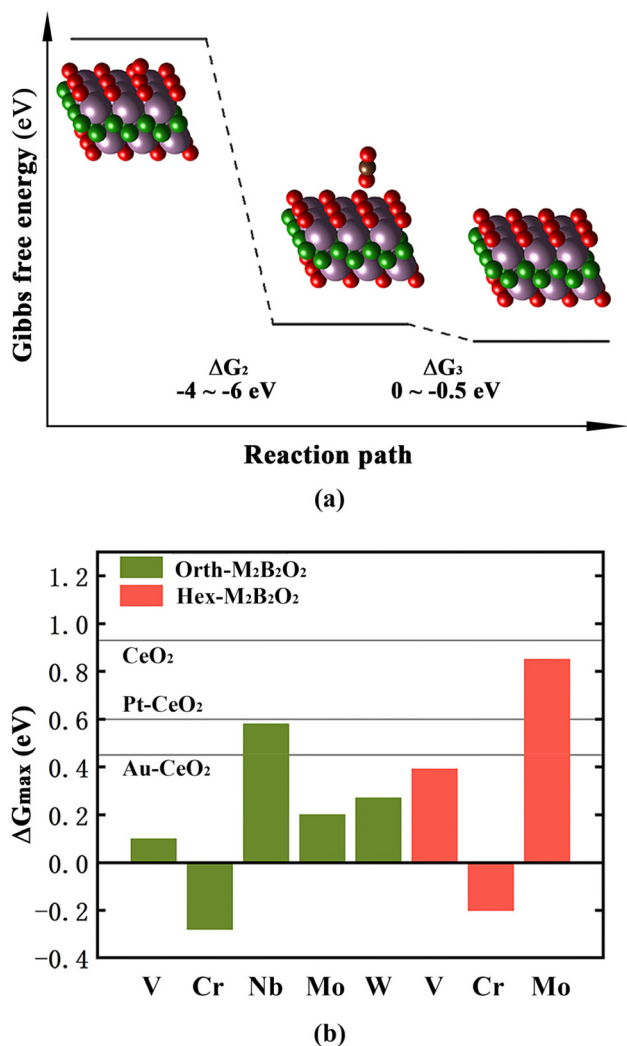 Gibbs free energy (eV)
ΔG₂
-4 ~ -6 eV
ΔG₃
0 ~ -0.5 eV
Reaction path
(a)
Orth-M₂B₂O₂
Hex-M₂B₂O₂
CeO₂
Pt-CeO₂
Au-CeO₂
ΔGmax (eV)
1.2
1.0
0.8
0.6
0.4
0.2
0.0
-0.2
-0.4
V Cr Nb Mo W V Cr Mo
(b)